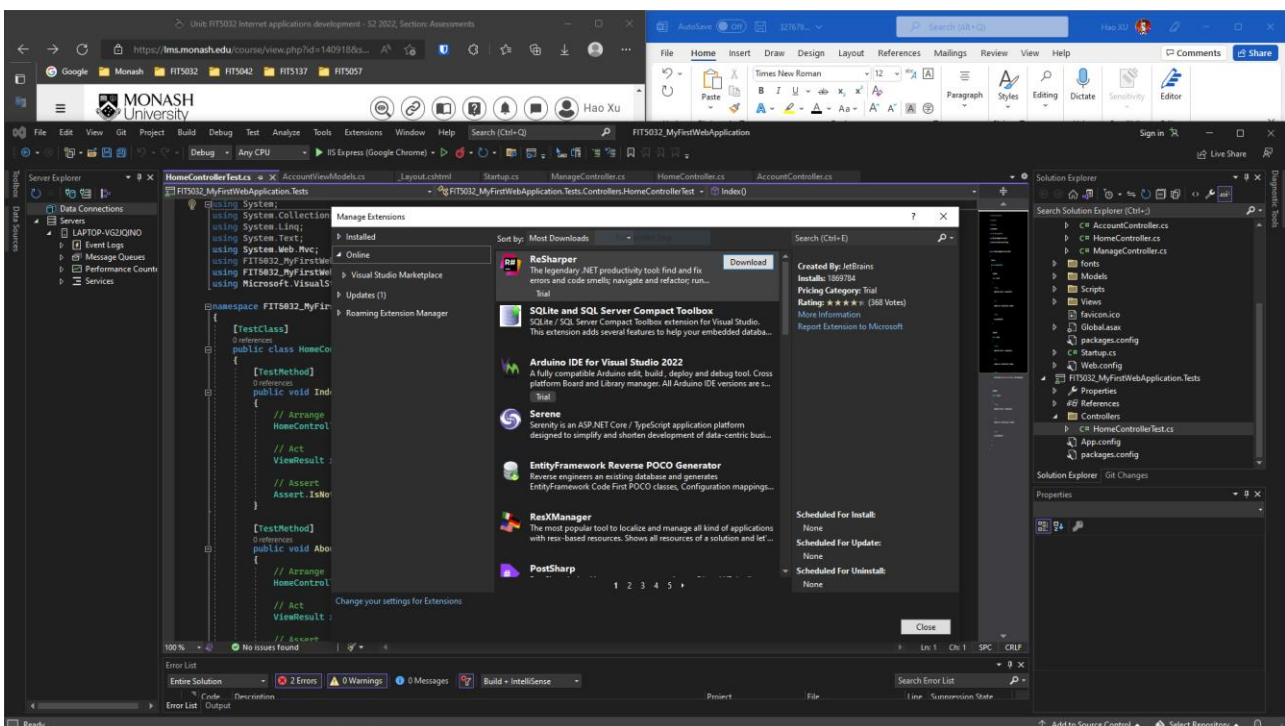 Unit: FIT5032 Internet applications development - S2 2022, Section: Assessments
https://lms.monash.edu/course/view.php?id=140918&s...
Google Monash FIT5032 FIT5042 FIT5137 FIT5057
MONASH University
Hao Xu
AutoSave Off 327678... Search (Alt+Q) Hao XU
File Home Insert Draw Design Layout References Mailings Review View Help Comments Share
Times New Roman 12
Paste Paragraph Styles Editing Dictate Sensitivity Editor
File Edit View Git Project Build Debug Test Analyze Tools Extensions Window Help Search (Ctrl+Q) FIT5032_MyFirstWebApplication Sign in
Debug Any CPU IIS Express (Google Chrome) Live Share
Toolbox
Data Sources
Server Explorer
Data Connections
Servers
LAPTOP-VG2JQINO
Event Logs
Message Queues
Performance Counte
Services
HomeControllerTest.cs AccountViewModels.cs _Layout.cshtml Startup.cs ManageController.cs HomeController.cs AccountController.cs
FIT5032_MyFirstWebApplication.Tests FIT5032_MyFirstWebApplication.Tests.Controllers.HomeControllerTest Index()
using System;
using System.Collection
using System.Linq;
using System.Text;
using System.Web.Mvc;
using FIT5032_MyFirstWe
using FIT5032_MyFirstWe
using Microsoft.VisualS
namespace FIT5032_MyFir
{
[TestClass]
0 references
public class HomeCo
{
[TestMethod]
0 references
public void Ind
{
// Arrange
HomeControl
// Act
ViewResult
// Assert
Assert.IsNo
}
[TestMethod]
0 references
public void Abo
{
// Arrange
HomeControl
// Act
ViewResult
// Assert
100% No issues found Ln: 1 Ch: 1 SPC CRLF
Manage Extensions ? ×
Installed
Online
Visual Studio Marketplace
Updates (1)
Roaming Extension Manager
Change your settings for Extensions
Sort by: Most Downloads
ReSharper Download
The legendary .NET productivity tool: find and fix
errors and code smells; navigate and refactor; run...
Trial
SQLite and SQL Server Compact Toolbox
SQLite / SQL Server Compact Toolbox extension for Visual Studio.
This extension adds several features to help your embedded databa...
Arduino IDE for Visual Studio 2022
A fully compatible Arduino edit, build , deploy and debug tool. Cross
platform Board and Library manager. All Arduino IDE versions are s...
Trial
Serene
Serenity is an ASP.NET Core / TypeScript application platform
designed to simplify and shorten development of data-centric busi...
EntityFramework Reverse POCO Generator
Reverse engineers an existing database and generates
EntityFramework Code First POCO classes, Configuration mappings...
ResXManager
The most popular tool to localize and manage all kind of applications
with resx-based resources. Shows all resources of a solution and let'...
PostSharp
1 2 3 4 5
Search (Ctrl+E)
Created By: JetBrains
Installs: 1869784
Pricing Category: Trial
Rating: ★★★★ (368 Votes)
More Information
Report Extension to Microsoft
Scheduled For Install:
None
Scheduled For Update:
None
Scheduled For Uninstall:
None
Close
Solution Explorer
Search Solution Explorer (Ctrl+;)
C# AccountController.cs
C# HomeController.cs
C# ManageController.cs
fonts
Models
Scripts
Views
favicon.ico
Global.asax
packages.config
C# Startup.cs
Web.config
FIT5032_MyFirstWebApplication.Tests
Properties
References
Controllers
C# HomeControllerTest.cs
App.config
packages.config
Solution Explorer Git Changes
Properties
Diagnostic Tools
Error List
Entire Solution 2 Errors 0 Warnings 0 Messages Build + IntelliSense Search Error List
Code Description Project File Line Suppression State
Error List Output
Ready Add to Source Control Select Repository